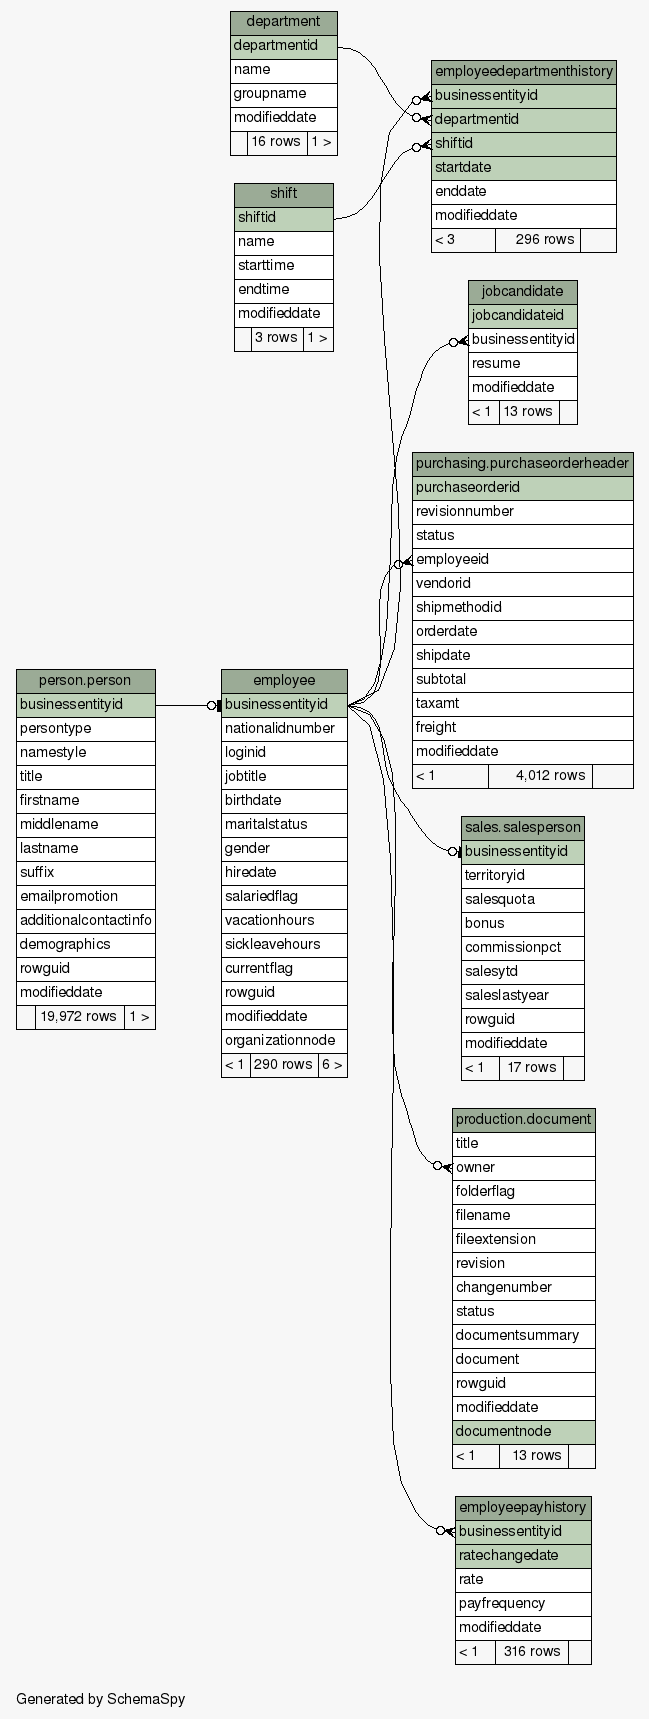 department
departmentid
name
groupname
modifieddate
16 rows 1 >
employeedepartmenthistory
businessentityid
departmentid
shiftid
startdate
enddate
modifieddate
< 3 296 rows
shift
shiftid
name
starttime
endtime
modifieddate
3 rows 1 >
jobcandidate
jobcandidateid
businessentityid
resume
modifieddate
< 1 13 rows
purchasing.purchaseorderheader
purchaseorderid
revisionnumber
status
employeeid
vendorid
shipmethodid
orderdate
shipdate
subtotal
taxamt
freight
modifieddate
< 1 4,012 rows
person.person
businessentityid
persontype
namestyle
title
firstname
middlename
lastname
suffix
emailpromotion
additionalcontactinfo
demographics
rowguid
modifieddate
19,972 rows 1 >
employee
businessentityid
nationalidnumber
loginid
jobtitle
birthdate
maritalstatus
gender
hiredate
salariedflag
vacationhours
sickleavehours
currentflag
rowguid
modifieddate
organizationnode
< 1 290 rows 6 >
sales.salesperson
businessentityid
territoryid
salesquota
bonus
commissionpct
salesytd
saleslastyear
rowguid
modifieddate
< 1 17 rows
production.document
title
owner
folderflag
filename
fileextension
revision
changenumber
status
documentsummary
document
rowguid
modifieddate
documentnode
< 1 13 rows
employeepayhistory
businessentityid
ratechangedate
rate
payfrequency
modifieddate
< 1 316 rows
Generated by SchemaSpy